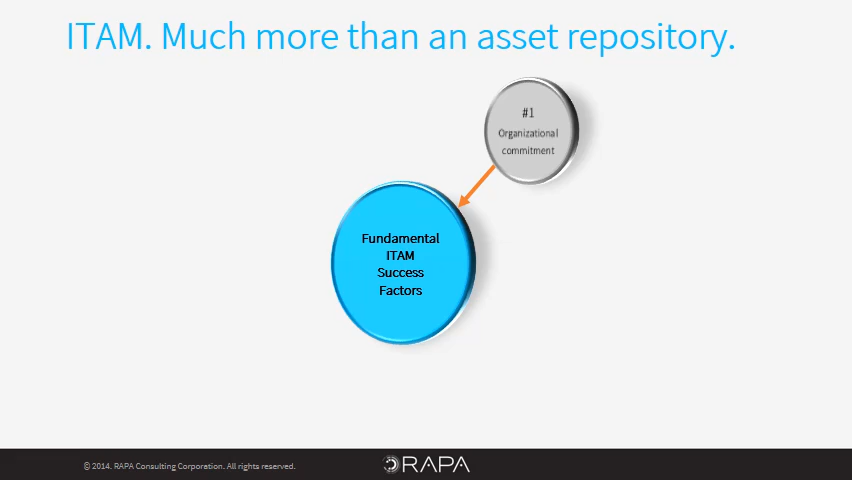 ITAM. Much more than an asset repository.
#1
Organizational
commitment
Fundamental
ITAM
Success
Factors
© 2014. RAPA Consulting Corporation. All rights reserved.
RAPA